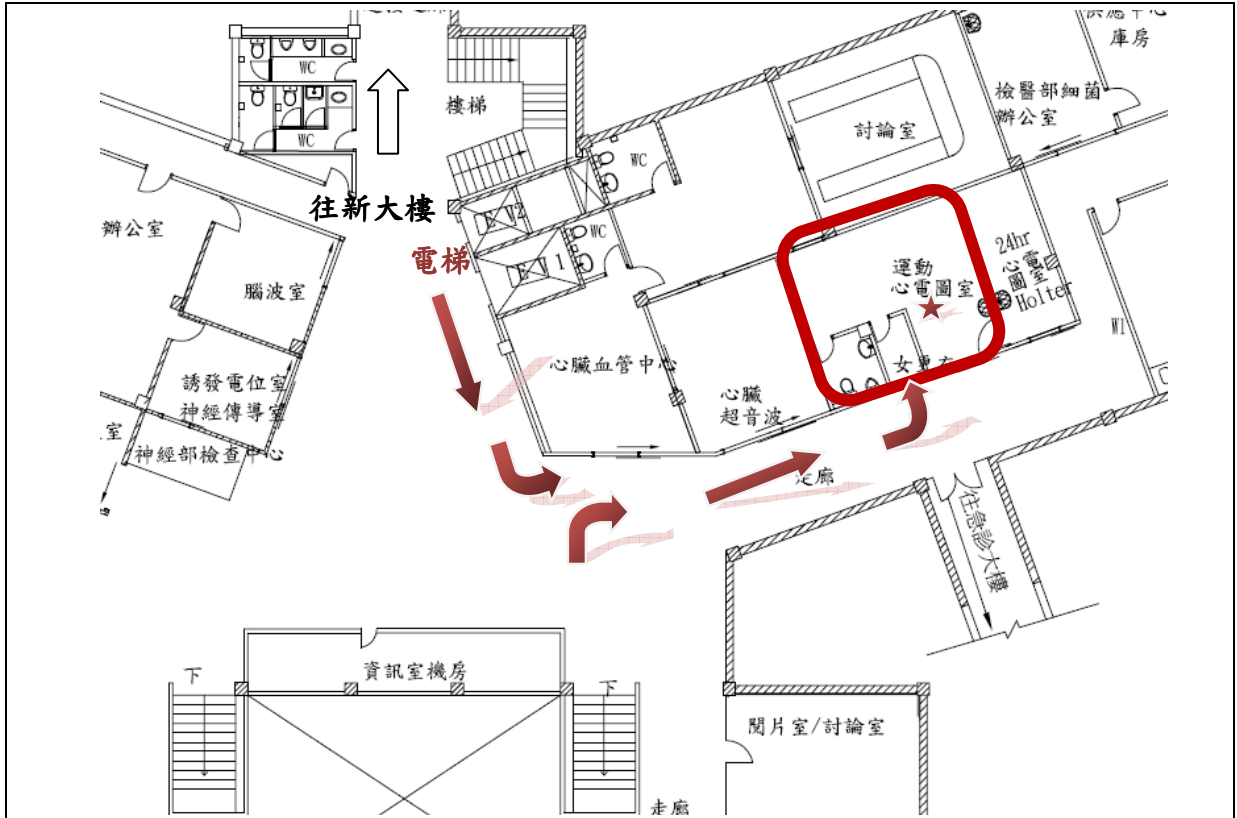 庫房
WC
樓梯
檢醫部細菌
辦公室
討論室
WC
WC
往新大樓
辦公室
WC
電梯
24hr
心電
圖室
Holter
運動
心電圖室
腦波室
W1
心臟血管中心
女更衣
誘發電位室
神經傳導室
心臟
超音波
室
神經部檢查中心
走廊
往急診大樓
資訊室機房
下
下
閱片室/討論室
走廊